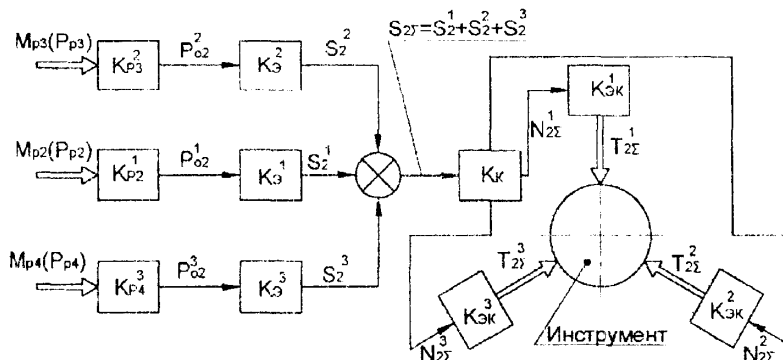 S₂Σ=S₂¹+S₂²+S₂³
Mр3(Pр3) Kр3² Pо2² Kэ² S₂²
Kэк¹
N₂Σ¹
T₂Σ¹
Mр2(Pр2) Kр2¹ Pо2¹ Kэ¹ S₂¹ Kк
Mр4(Pр4) Kр4³ Pо2³ Kэ³ S₂³
T₂Σ³ T₂Σ²
Kэк³ Kэк²
Инструмент
N₂Σ³ N₂Σ²